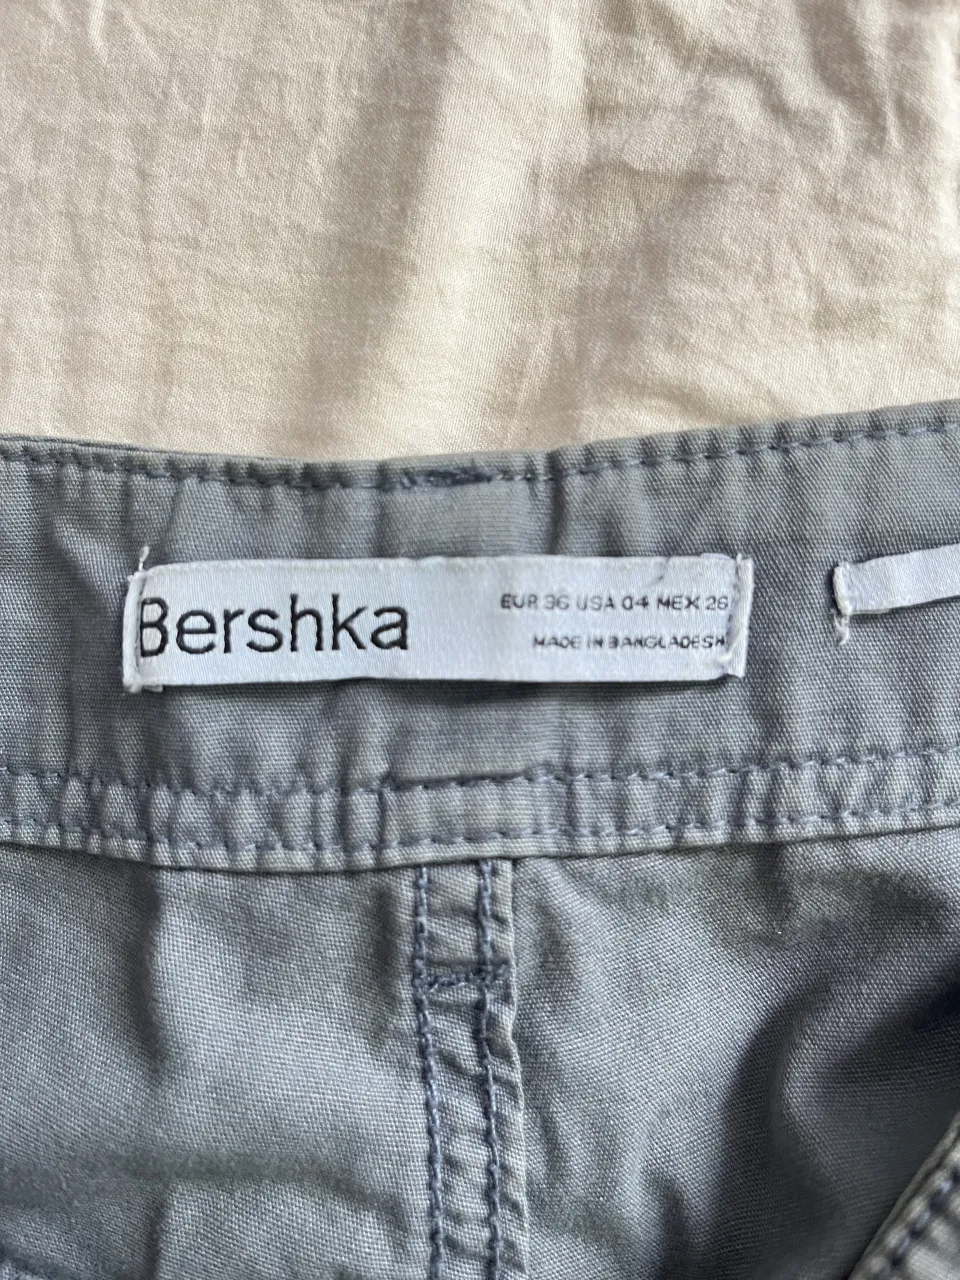 Bershka
EUR 36 USA 04 MEX 26
MADE IN BANGLADESH